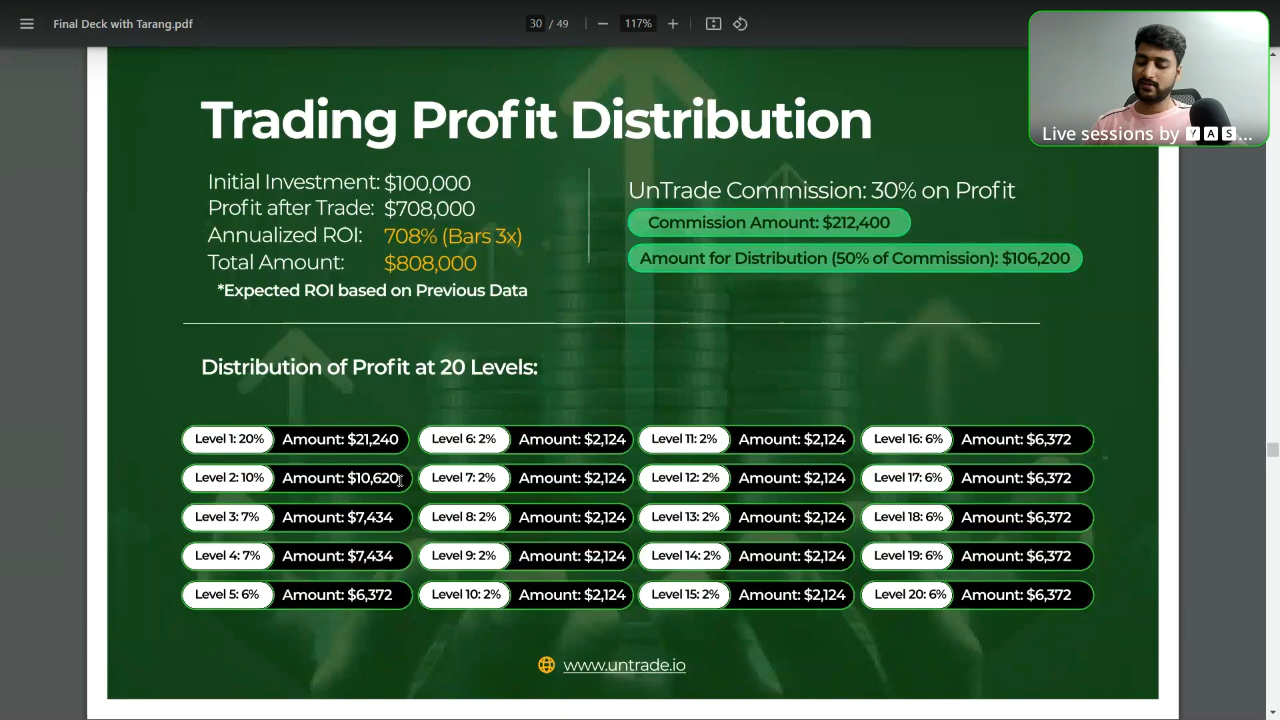 Final Deck with Tarang.pdf
30 / 49
117%
Live sessions by 🆈🅰🆂...
Trading Profit Distribution
Initial Investment: $100,000
Profit after Trade: $708,000
Annualized ROI: 708% (Bars 3x)
Total Amount: $808,000
*Expected ROI based on Previous Data
UnTrade Commission: 30% on Profit
Commission Amount: $212,400
Amount for Distribution (50% of Commission): $106,200
Distribution of Profit at 20 Levels:
Level 1: 20% Amount: $21,240
Level 2: 10% Amount: $10,620
Level 3: 7% Amount: $7,434
Level 4: 7% Amount: $7,434
Level 5: 6% Amount: $6,372
Level 6: 2% Amount: $2,124
Level 7: 2% Amount: $2,124
Level 8: 2% Amount: $2,124
Level 9: 2% Amount: $2,124
Level 10: 2% Amount: $2,124
Level 11: 2% Amount: $2,124
Level 12: 2% Amount: $2,124
Level 13: 2% Amount: $2,124
Level 14: 2% Amount: $2,124
Level 15: 2% Amount: $2,124
Level 16: 6% Amount: $6,372
Level 17: 6% Amount: $6,372
Level 18: 6% Amount: $6,372
Level 19: 6% Amount: $6,372
Level 20: 6% Amount: $6,372
www.untrade.io